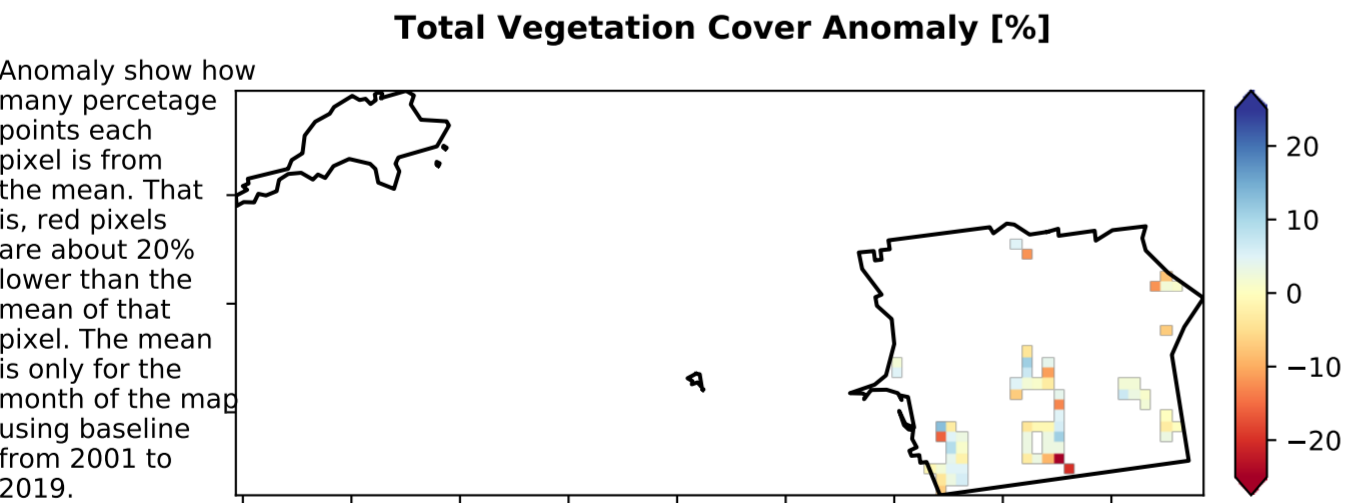 Total Vegetation Cover Anomaly [%]
Anomaly show how
many percetage
points each
pixel is from
the mean. That
is, red pixels
are about 20%
lower than the
mean of that
pixel. The mean
is only for the
month of the map
using baseline
from 2001 to
2019.
20
10
0
−10
−20